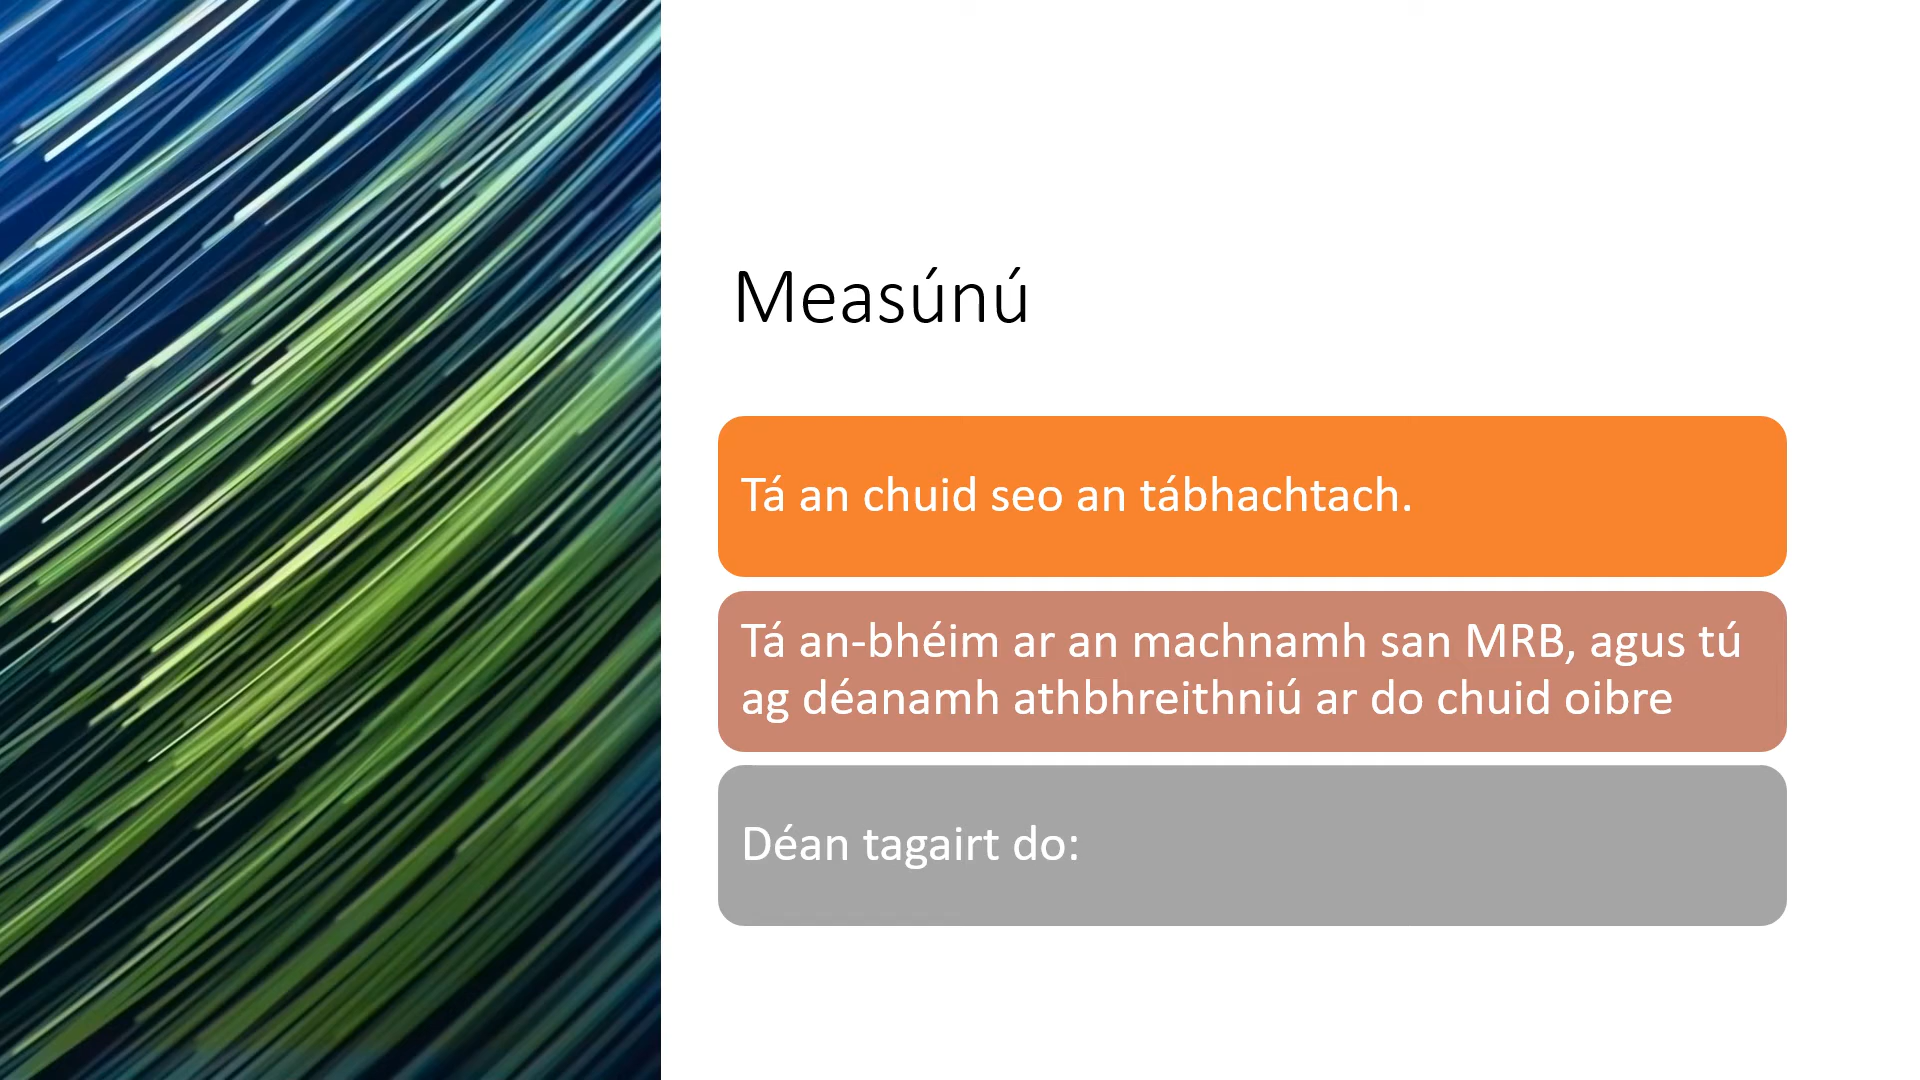 Measúnú
Tá an chuid seo an tábhachtach.
Tá an-bhéim ar an machnamh san MRB, agus tú
ag déanamh athbhreithniú ar do chuid oibre
Déan tagairt do: